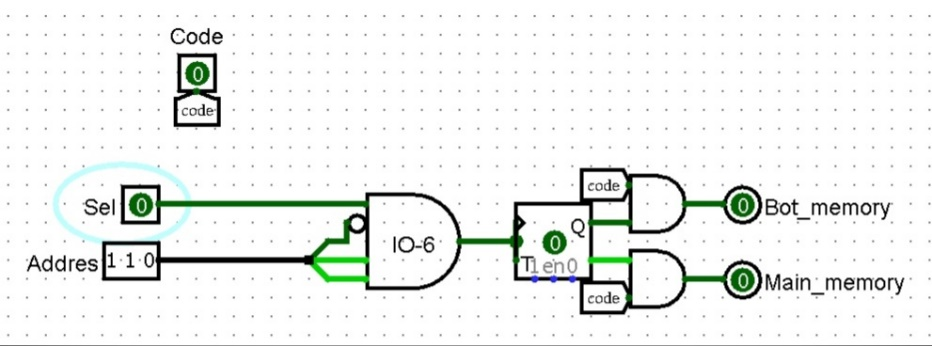 Code
0
code
code
Sel 0
Q
0
Bot_memory
IO-6
0
Addres 1 1 0
T 1 en 0
0
Main_memory
code